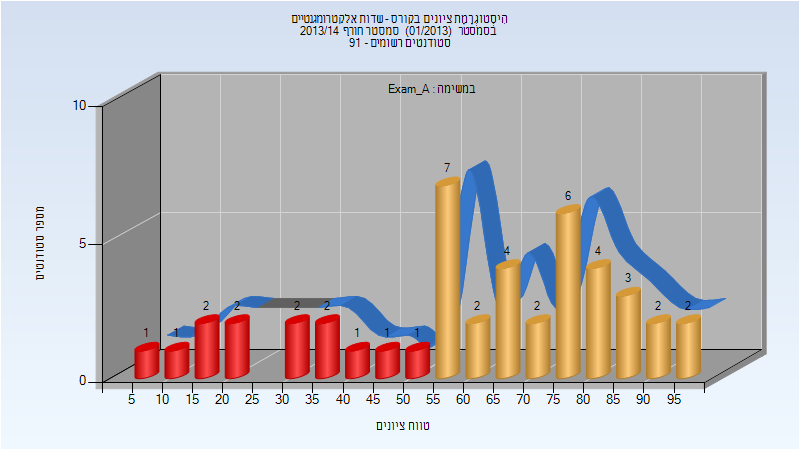 היסטוגרמת ציונים בקורס - שדות אלקטרומגנטיים
בסמסטר (01/2013) סמסטר חורף 2013/14
סטודנטים רשומים - 91
במשימה : Exam_A
מספר סטודנטים
10
5
0
1 1 2 2 2 2 1 1 1 7 2 4 2 6 4 3 2 2
5 10 15 20 25 30 35 40 45 50 55 60 65 70 75 80 85 90 95
טווח ציונים